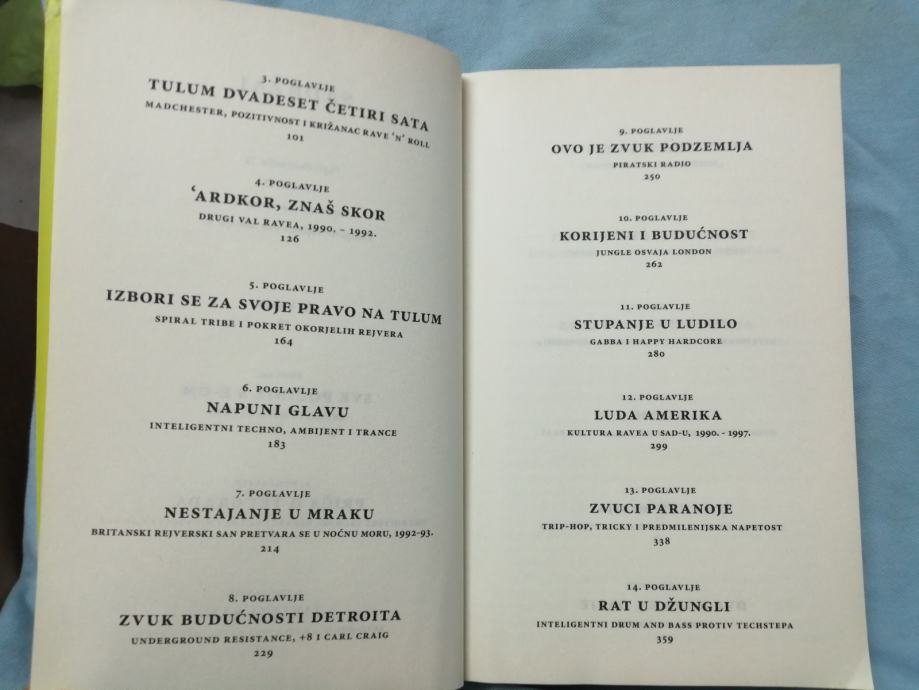 3. POGLAVLJE
TULUM DVADESET ČETIRI SATA
MADCHESTER, POZITIVNOST I KRIŽANAC RAVE 'N' ROLL
101
4. POGLAVLJE
‘ARDKOR, ZNAŠ SKOR
DRUGI VAL RAVEA, 1990. – 1992.
126
5. POGLAVLJE
IZBORI SE ZA SVOJE PRAVO NA TULUM
SPIRAL TRIBE I POKRET OKORJELIH REJVERA
164
6. POGLAVLJE
NAPUNI GLAVU
INTELIGENTNI TECHNO, AMBIJENT I TRANCE
183
7. POGLAVLJE
NESTAJANJE U MRAKU
BRITANSKI REJVERSKI SAN PRETVARA SE U NOĆNU MORU, 1992-93.
214
8. POGLAVLJE
ZVUK BUDUĆNOSTI DETROITA
UNDERGROUND RESISTANCE, +8 I CARL CRAIG
229
9. POGLAVLJE
OVO JE ZVUK PODZEMLJA
PIRATSKI RADIO
250
10. POGLAVLJE
KORIJENI I BUDUĆNOST
JUNGLE OSVAJA LONDON
262
11. POGLAVLJE
STUPANJE U LUDILO
GABBA I HAPPY HARDCORE
280
12. POGLAVLJE
LUDA AMERIKA
KULTURA RAVEA U SAD-U, 1990. - 1997.
299
13. POGLAVLJE
ZVUCI PARANOJE
TRIP-HOP, TRICKY I PREDMILENIJSKA NAPETOST
338
14. POGLAVLJE
RAT U DŽUNGLI
INTELIGENTNI DRUM AND BASS PROTIV TECHSTEPA
359